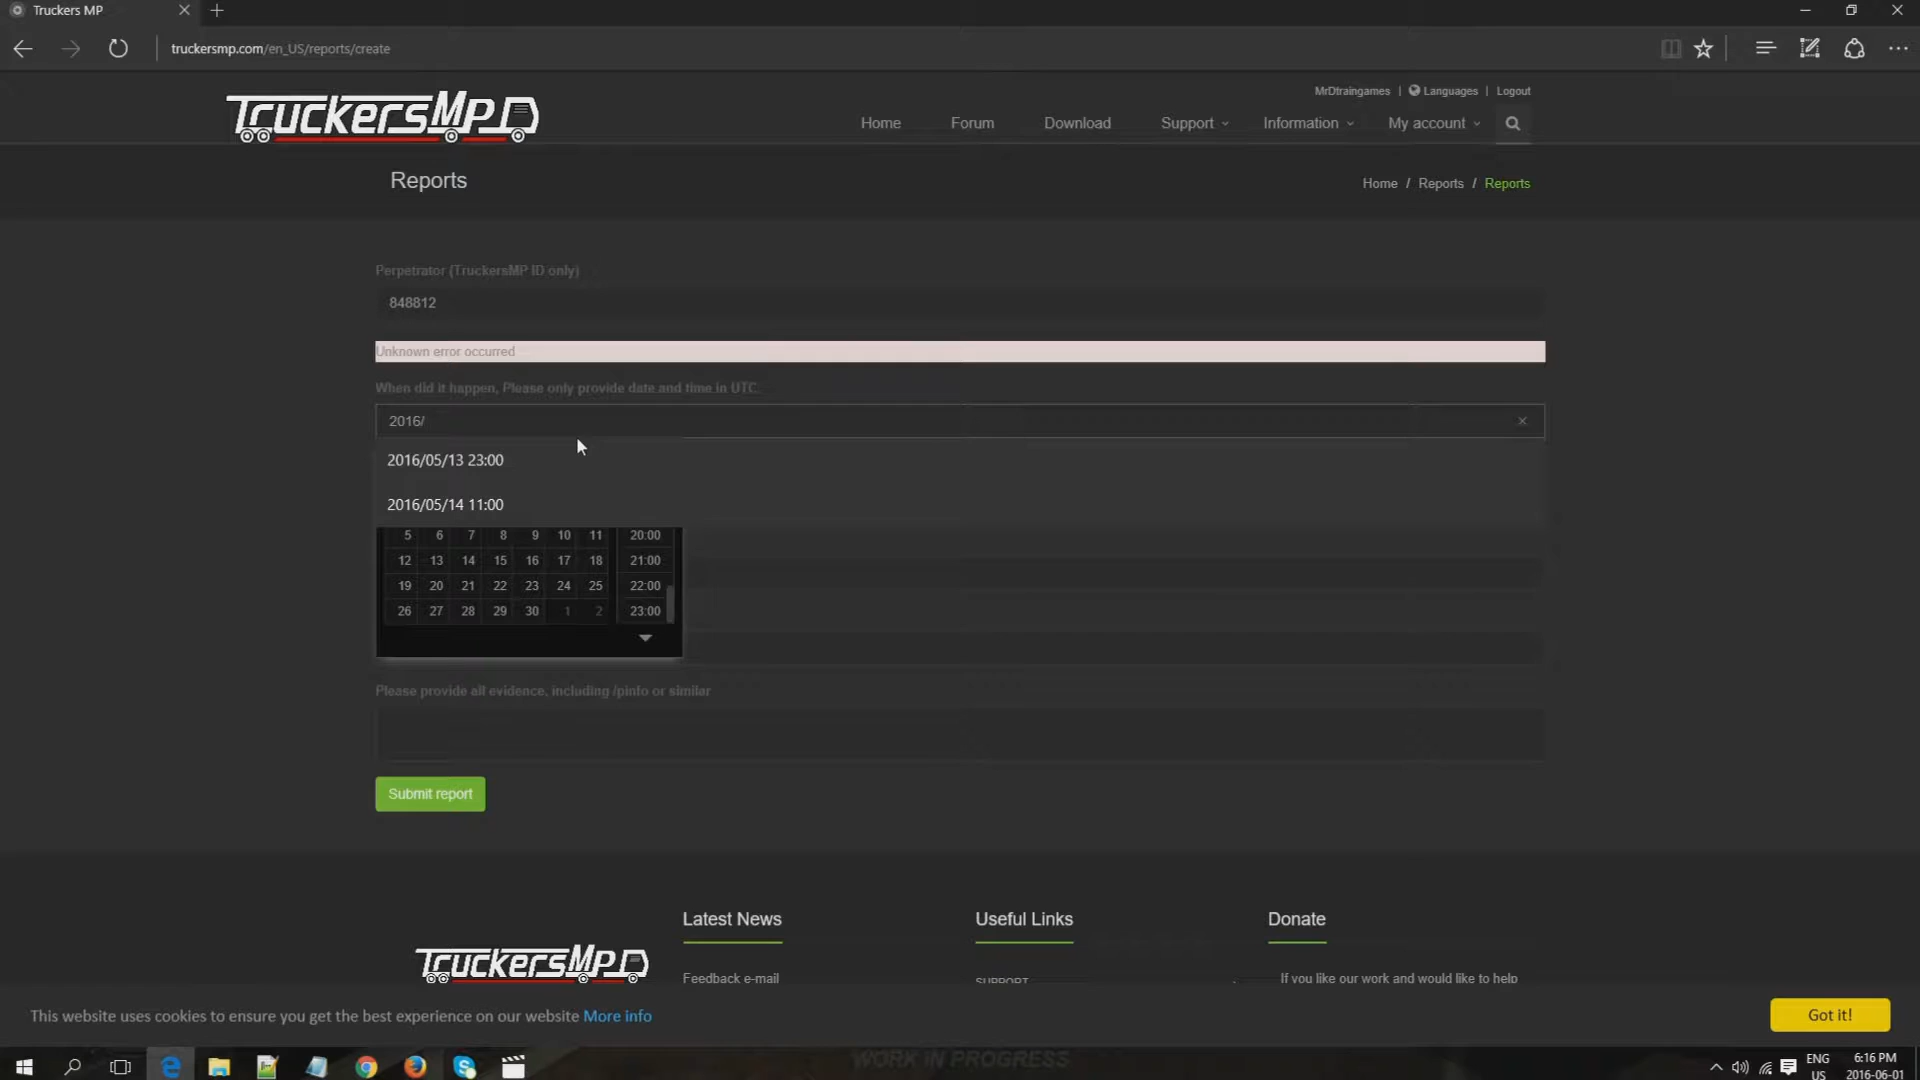 Truckers MP
truckersmp.com/en_US/reports/create
MrDtraingames | Languages | Logout
TruckersMP
Home Forum Download Support Information My account
Reports
Home / Reports / Reports
Perpetrator (TruckersMP ID only)
848812
Unknown error occurred
When did it happen, Please only provide date and time in UTC.
2016/
2016/05/13 23:00
2016/05/14 11:00
5 6 7 8 9 10 11 20:00
12 13 14 15 16 17 18 21:00
19 20 21 22 23 24 25 22:00
26 27 28 29 30 1 2 23:00
Please provide all evidence, including /pinfo or similar
Submit report
Latest News Useful Links Donate
TruckersMP
Feedback e-mail SUPPORT If you like our work and would like to help
This website uses cookies to ensure you get the best experience on our website More info
Got it!
WORK IN PROGRESS
ENG 6:16 PM
US 2016-06-01